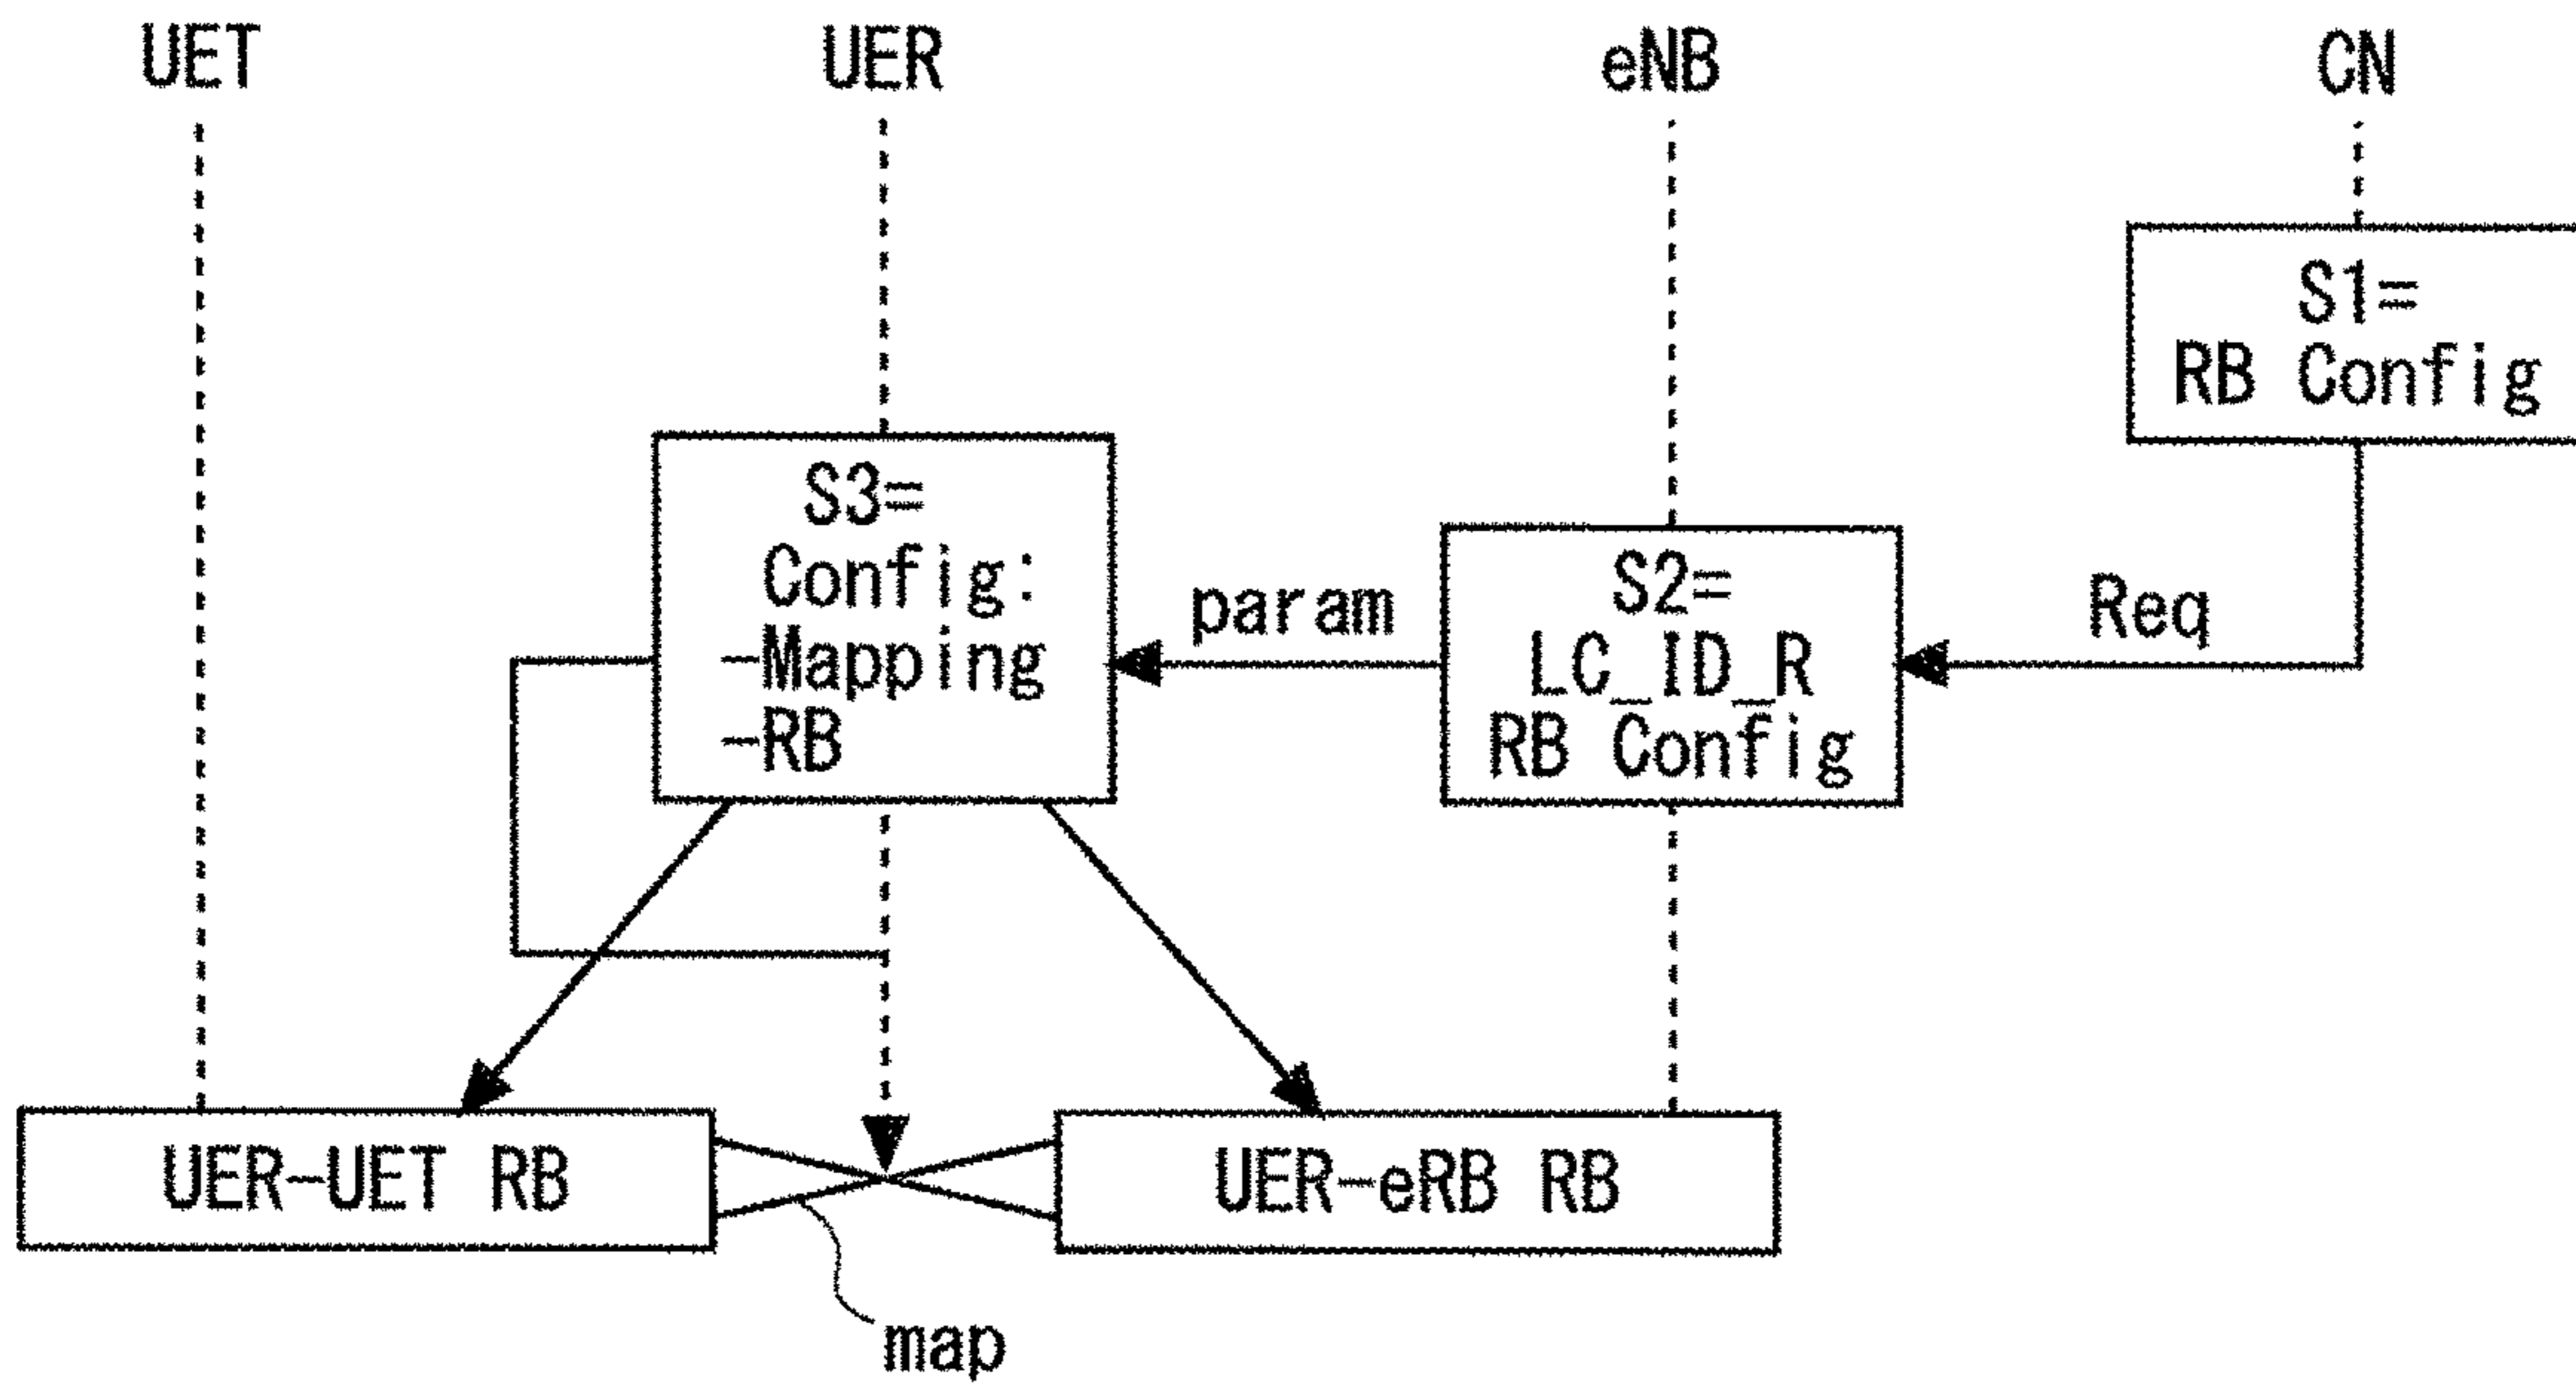 UET
UER
eNB
CN
S1=
RB Config
S3=
Config:
-Mapping
-RB
param
S2=
LC_ID_R
RB Config
Req
UER-UET RB
UER-eRB RB
map